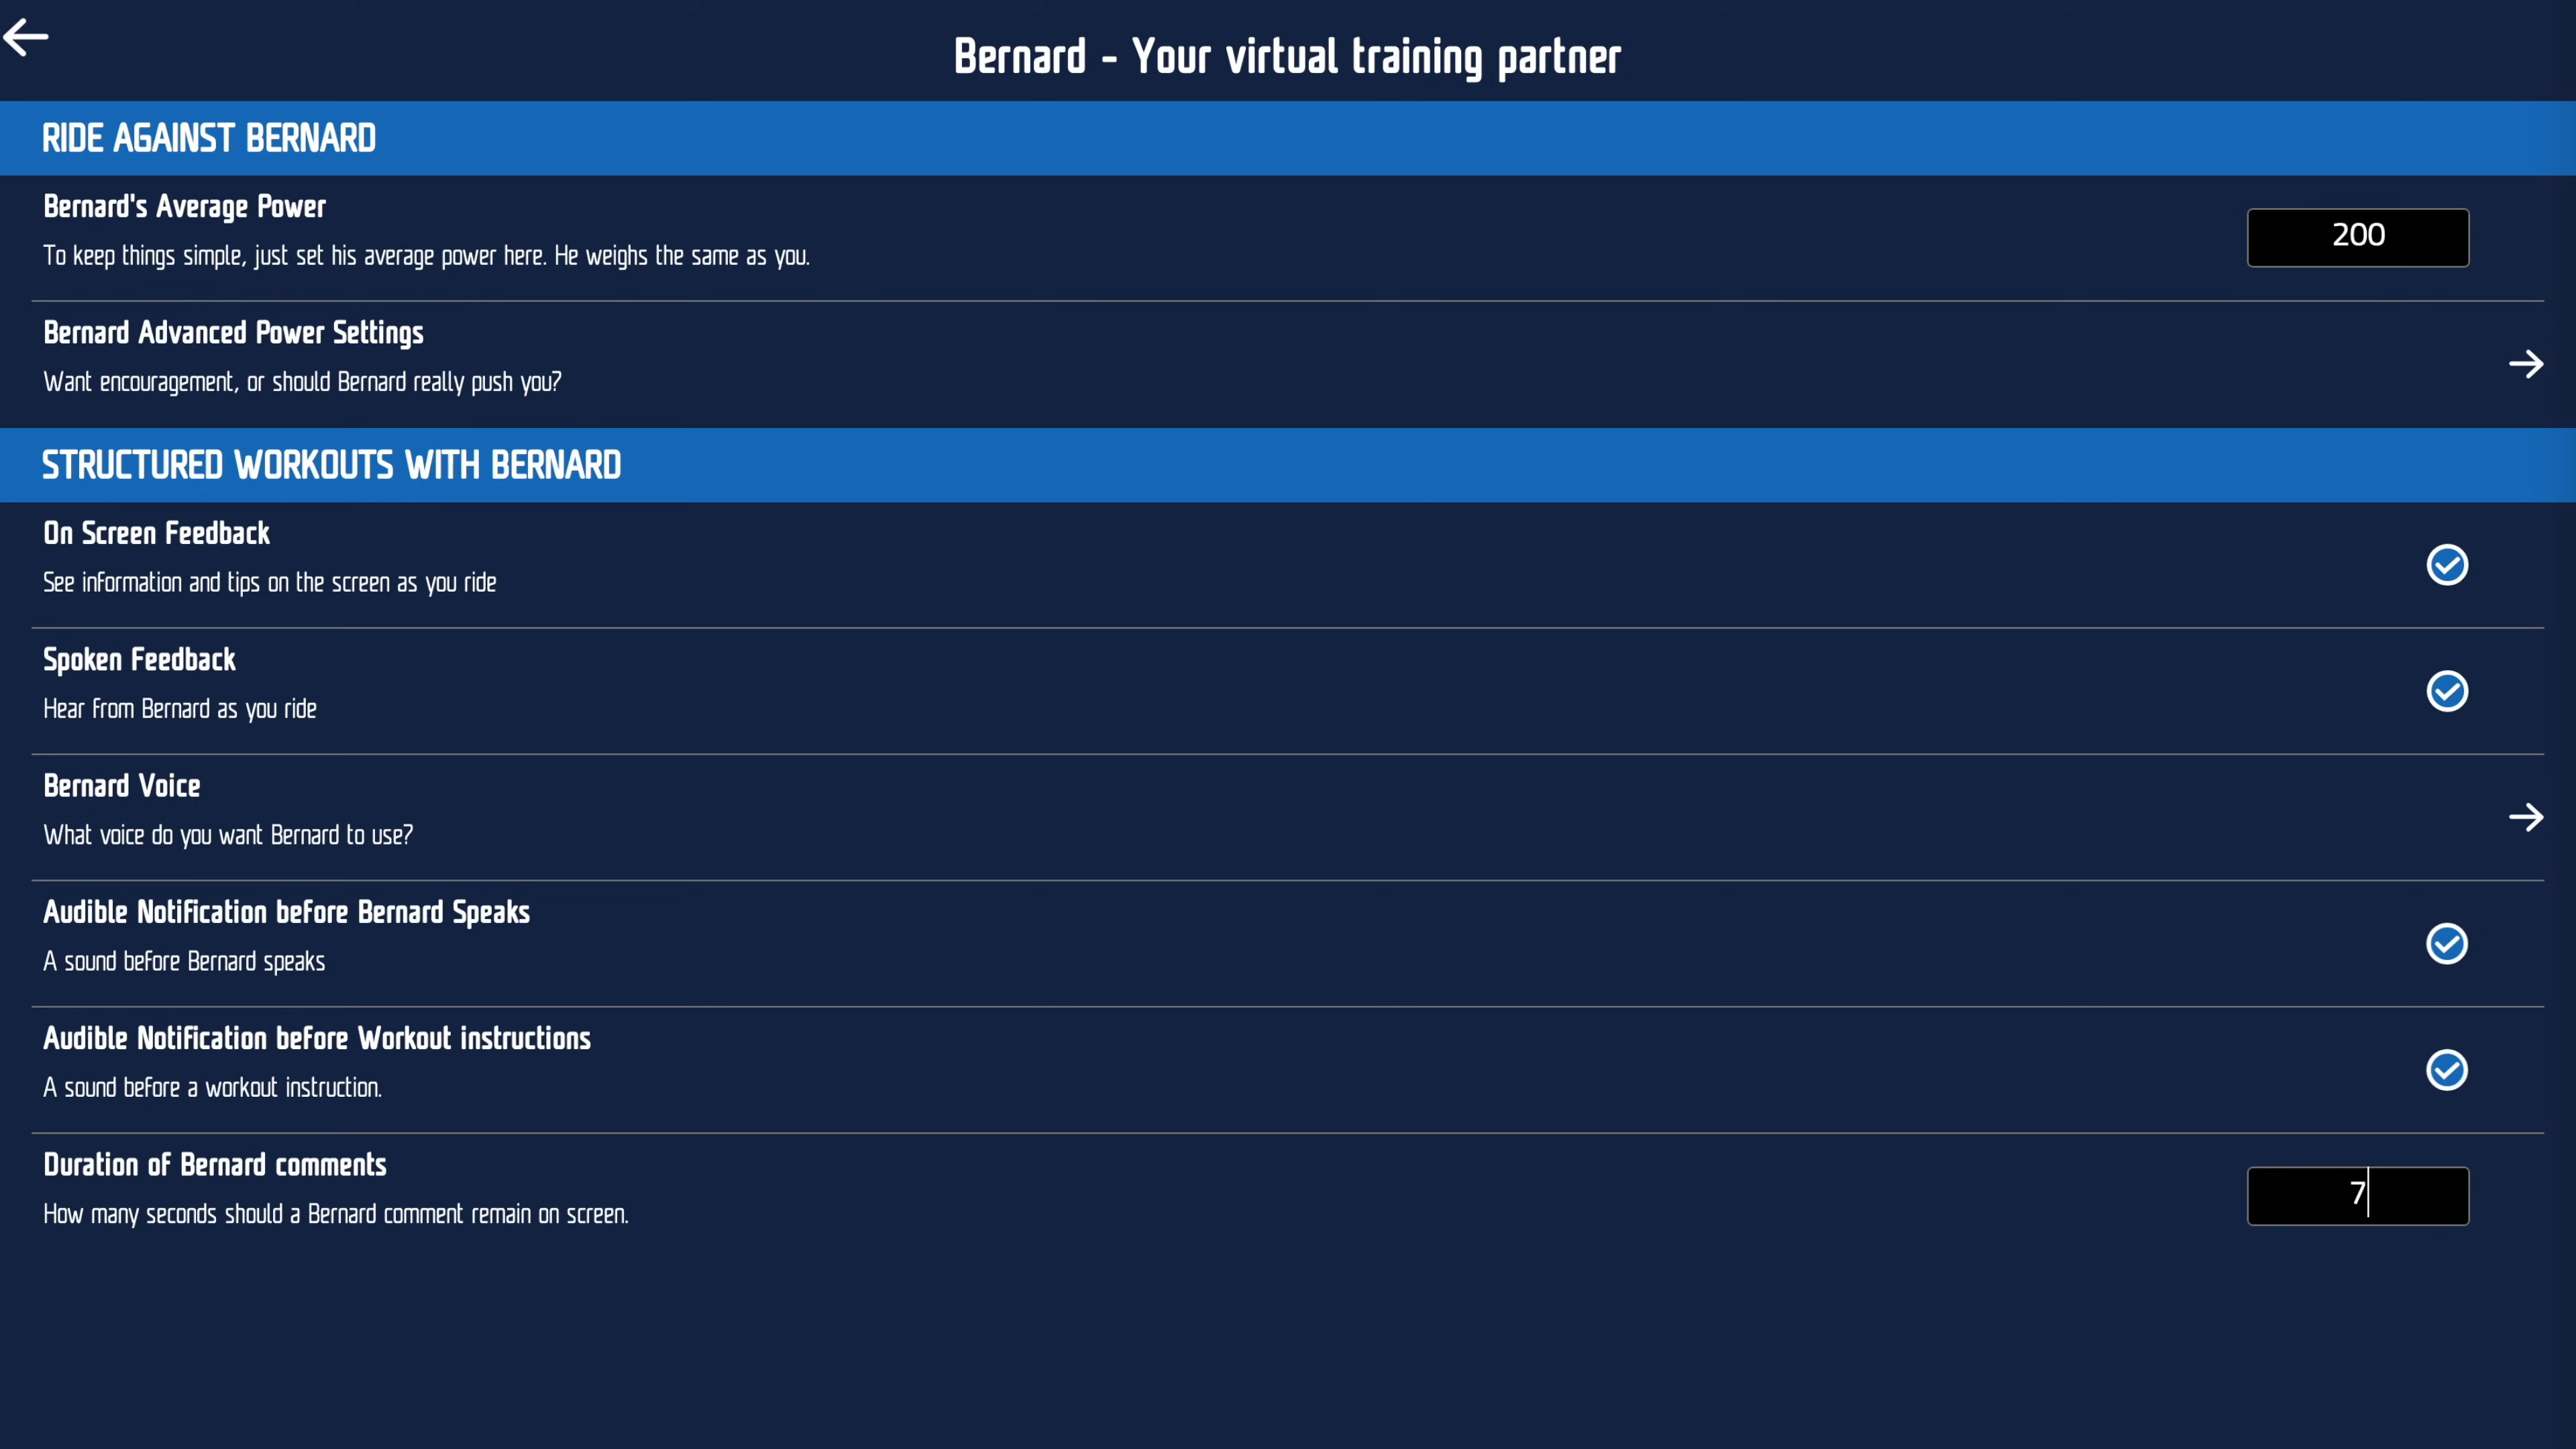 Bernard - Your virtual training partner
RIDE AGAINST BERNARD
Bernard's Average Power
To keep things simple, just set his average power here. He weighs the same as you.
200
Bernard Advanced Power Settings
Want encouragement, or should Bernard really push you?
STRUCTURED WORKOUTS WITH BERNARD
On Screen Feedback
See information and tips on the screen as you ride
Spoken Feedback
Hear from Bernard as you ride
Bernard Voice
What voice do you want Bernard to use?
Audible Notification before Bernard Speaks
A sound before Bernard speaks
Audible Notification before Workout instructions
A sound before a workout instruction.
Duration of Bernard comments
How many seconds should a Bernard comment remain on screen.
7